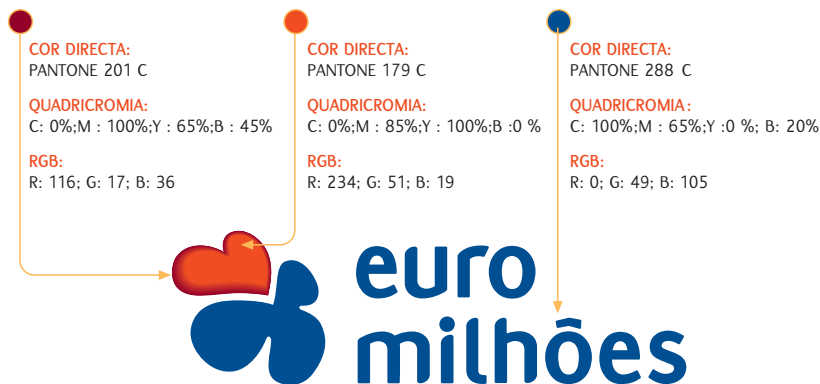 COR DIRECTA:
PANTONE 201 C
QUADRICROMIA:
C: 0%;M : 100%;Y : 65%;B : 45%
RGB:
R: 116; G: 17; B: 36
COR DIRECTA:
PANTONE 179 C
QUADRICROMIA:
C: 0%;M : 85%;Y : 100%;B :0 %
RGB:
R: 234; G: 51; B: 19
COR DIRECTA:
PANTONE 288 C
QUADRICROMIA :
C: 100%;M : 65%;Y :0 %; B: 20%
RGB:
R: 0; G: 49; B: 105
euro
milhões